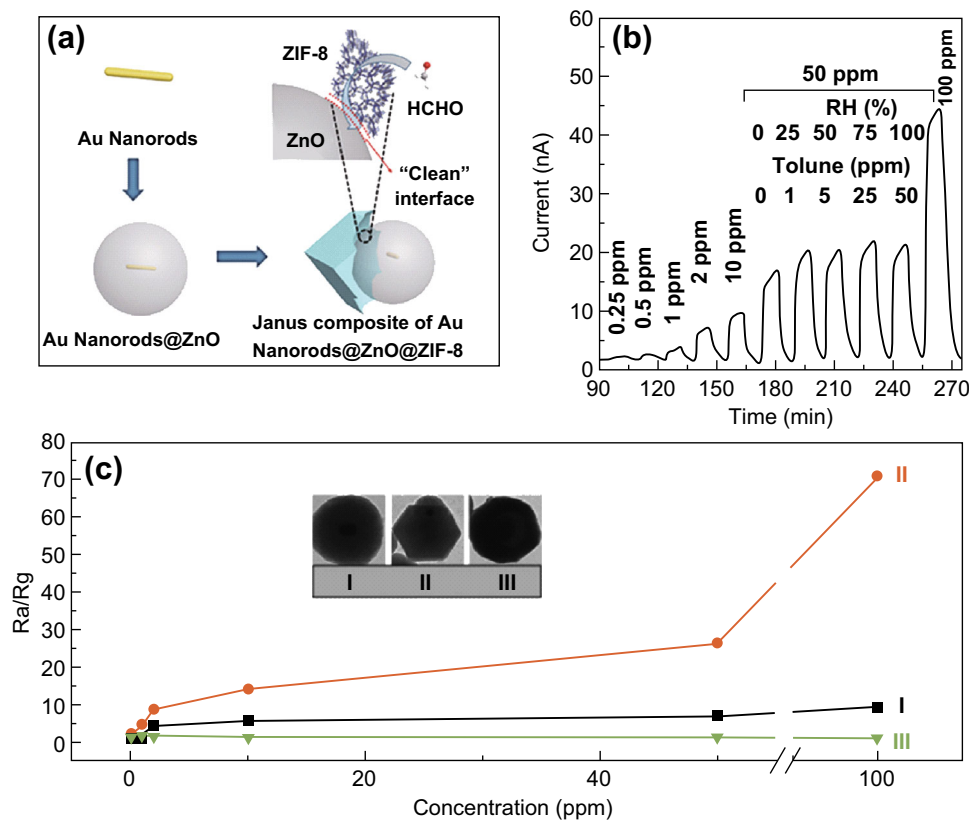 (a)
ZIF-8
HCHO
Au Nanorods
ZnO
“Clean”
interface
Au Nanorods@ZnO
Janus composite of Au
Nanorods@ZnO@ZIF-8
(b)
60
50
40
30
20
10
0
Current (nA)
90 120 150 180 210 240 270
Time (min)
0.25 ppm
0.5 ppm
1 ppm
2 ppm
10 ppm
50 ppm
100 ppm
RH (%)
0 25 50 75 100
Tolune (ppm)
0 1 5 25 50
(c)
80
70
60
50
40
30
20
10
0
Ra/Rg
I II III
II
I
III
0 20 40 100
Concentration (ppm)